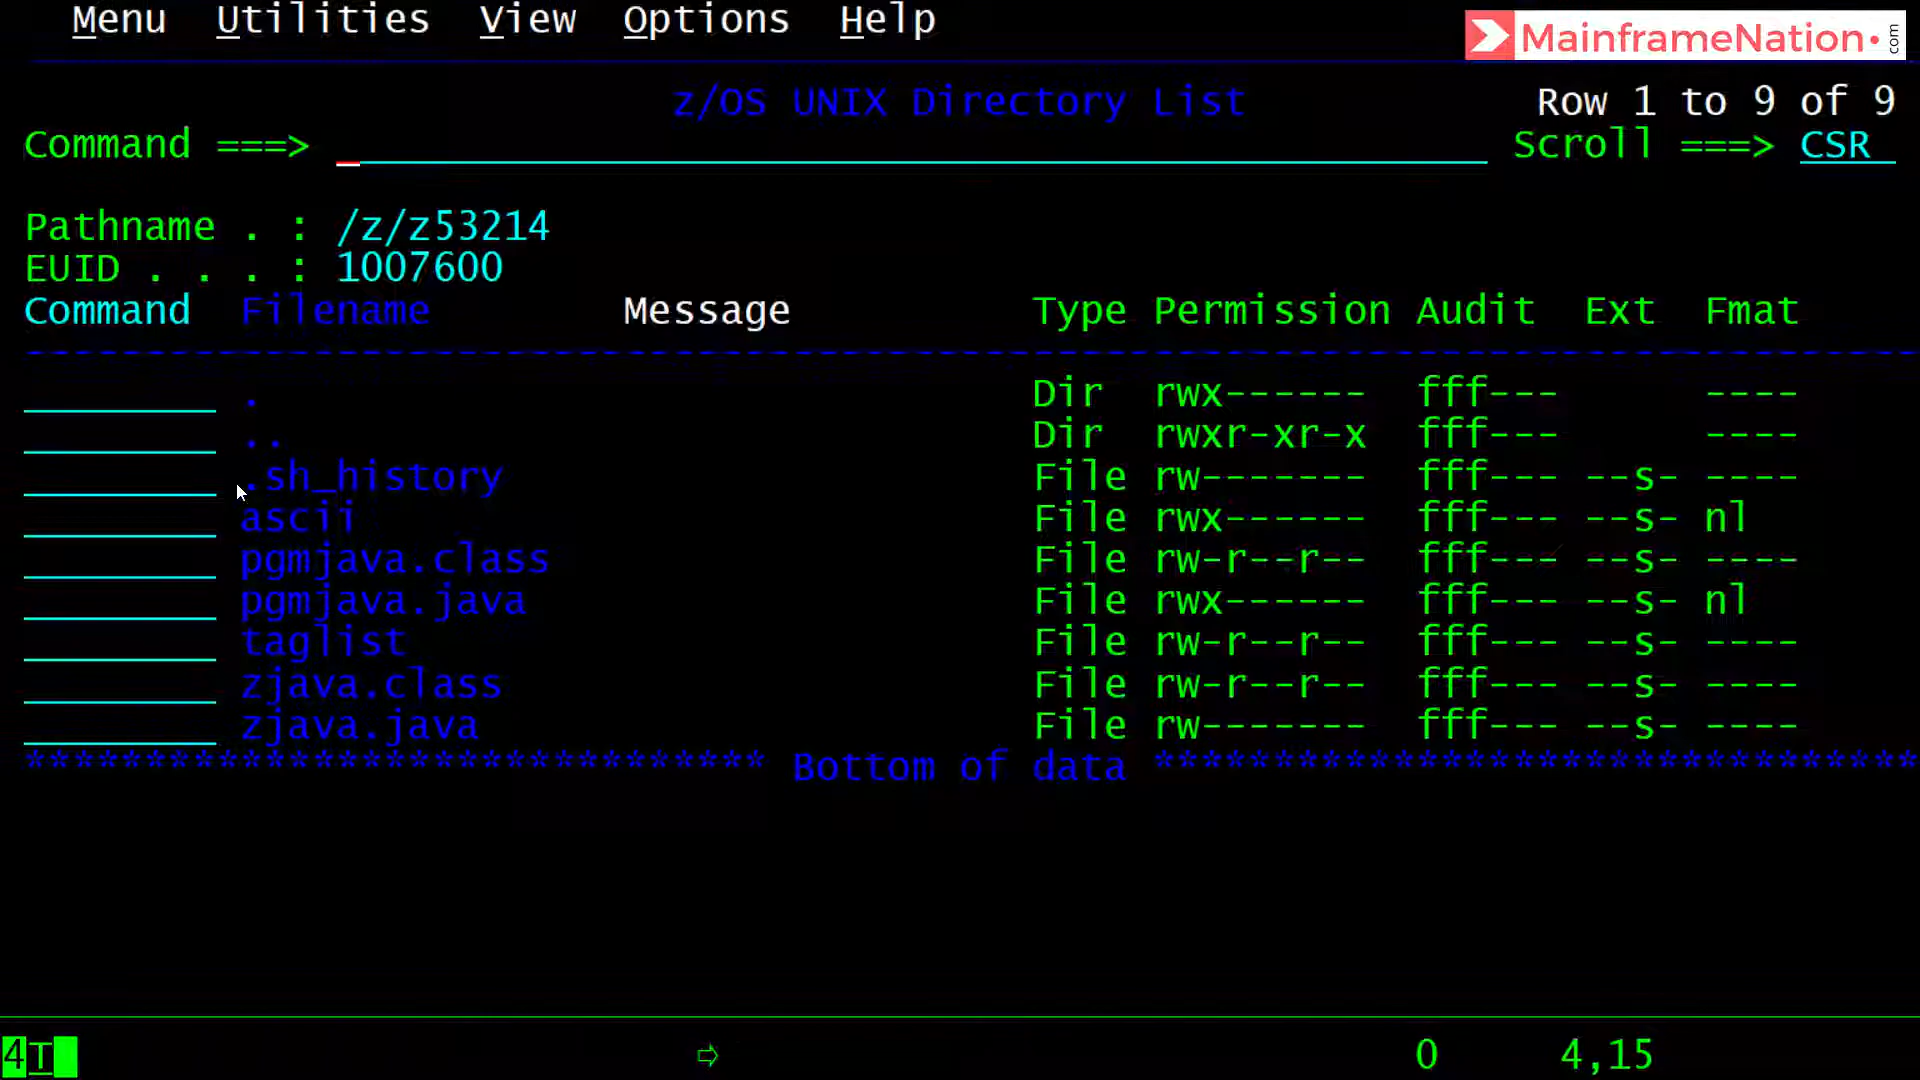 Menu Utilities View Options Help
MainframeNation.com
z/OS UNIX Directory List Row 1 to 9 of 9
Command ===> Scroll ===> CSR
Pathname . : /z/z53214
EUID . . . : 1007600
Command Filename Message Type Permission Audit Ext Fmat
. Dir rwx------ fff--- ----
.. Dir rwxr-xr-x fff--- ----
.sh_history File rw------- fff--- --s- ----
ascii File rwx------ fff--- --s- nl
pgmjava.class File rw-r--r-- fff--- --s- ----
pgmjava.java File rwx------ fff--- --s- nl
taglist File rw-r--r-- fff--- --s- ----
zjava.class File rw-r--r-- fff--- --s- ----
zjava.java File rw------- fff--- --s- ----
******************************* Bottom of data ********************************
4T 0 4,15